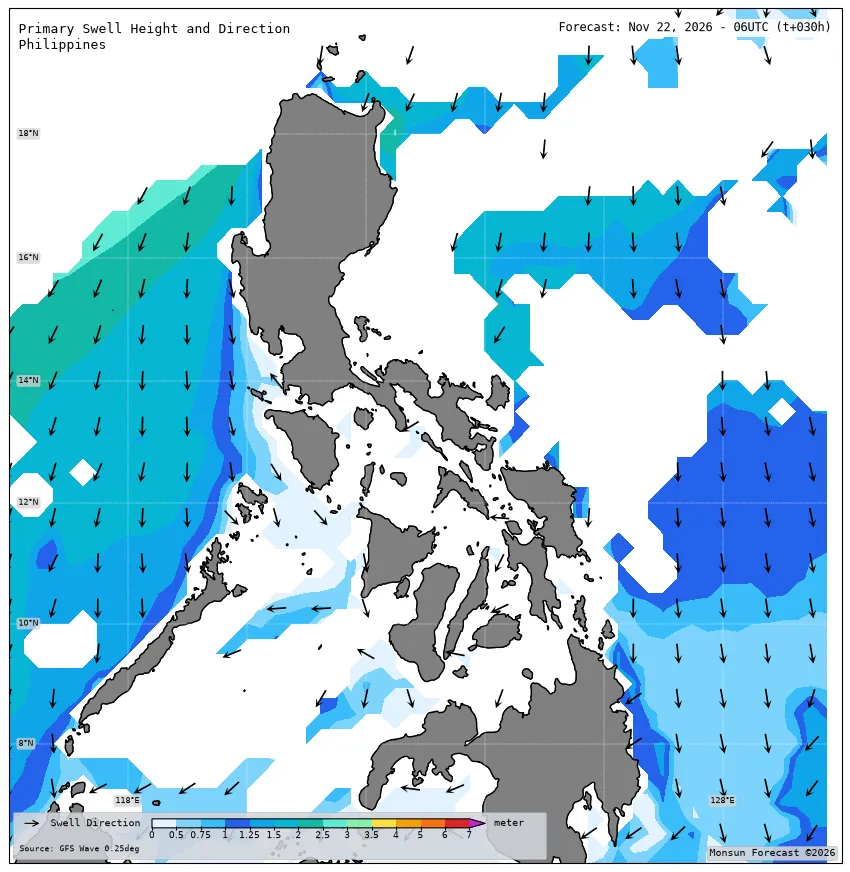 Primary Swell Height and Direction
Philippines
Forecast: Nov 22, 2026 - 06UTC (t+030h)
18°N
16°N
14°N
12°N
10°N
8°N
118°E
128°E
Swell Direction
0 0.5 0.75 1 1.25 1.5 2 2.5 3 3.5 4 5 6 7
meter
Source: GFS Wave 0.25deg
Monsun Forecast ©2026